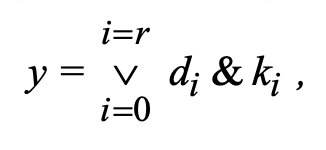 i=r
y = ∨ dᵢ & kᵢ ,
i=0